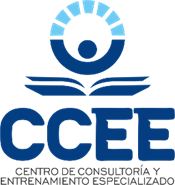 CCEE
CENTRO DE CONSULTORÍA Y
ENTRENAMIENTO ESPECIALIZADO